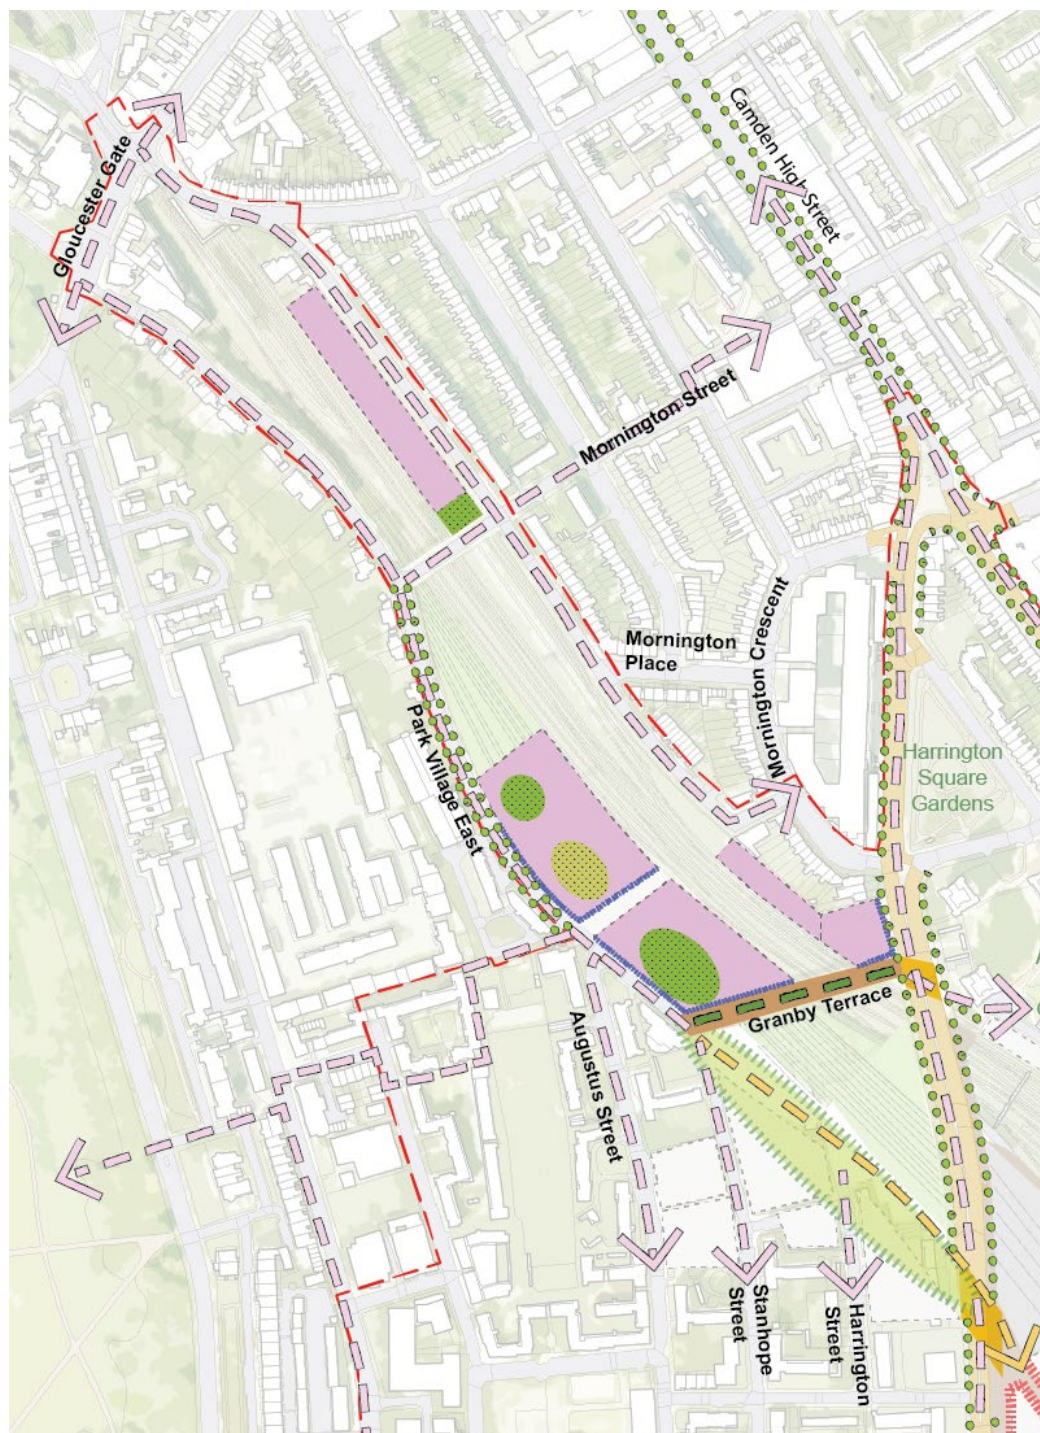 Camden High Street
Gloucester Gate
Mornington Street
Mornington
Place
Mornington Crescent
Park Village East
Harrington
Square
Gardens
Granby Terrace
Augustus Street
Stanhope
Street
Harrington
Street